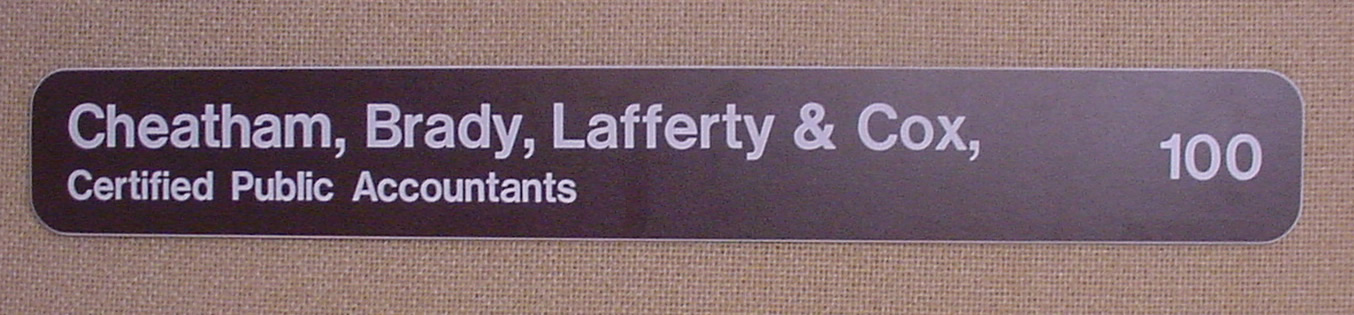 Cheatham, Brady, Lafferty & Cox,
Certified Public Accountants
100